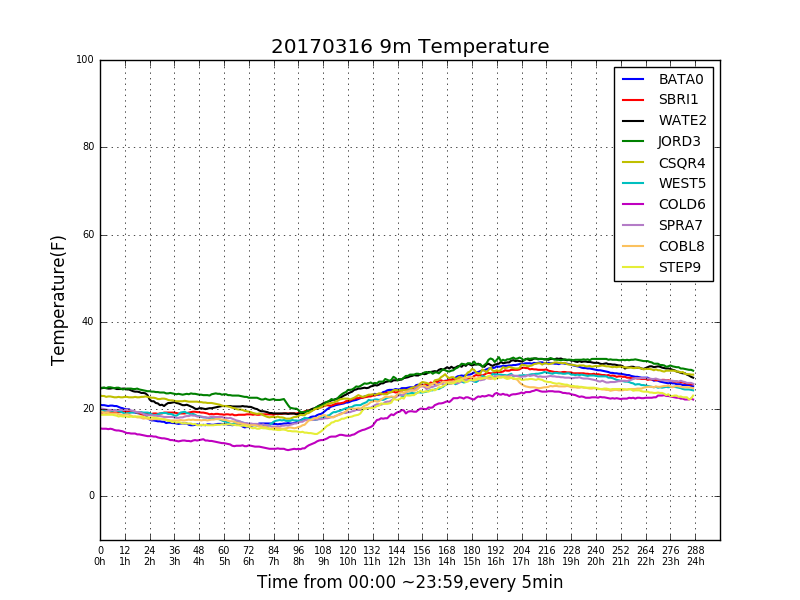 20170316 9m Temperature
100
80
60
40
20
0
Temperature(F)
BATA0
SBRI1
WATE2
JORD3
CSQR4
WEST5
COLD6
SPRA7
COBL8
STEP9
0 12 24 36 48 60 72 84 96 108 120 132 144 156 168 180 192 204 216 228 240 252 264 276 288
0h 1h 2h 3h 4h 5h 6h 7h 8h 9h 10h 11h 12h 13h 14h 15h 16h 17h 18h 19h 20h 21h 22h 23h 24h
Time from 00:00 ~23:59,every 5min